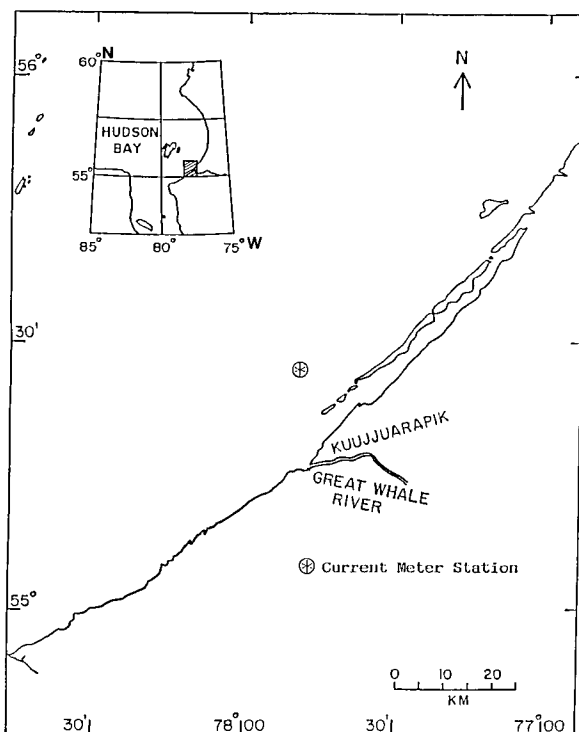 56°
60° N
N
HUDSON
BAY
55°
85° 80° 75° W
30'
KUUJJUARAPIK
GREAT WHALE
RIVER
Current Meter Station
55°
0 10 20
KM
30' 78°00 30' 77°00